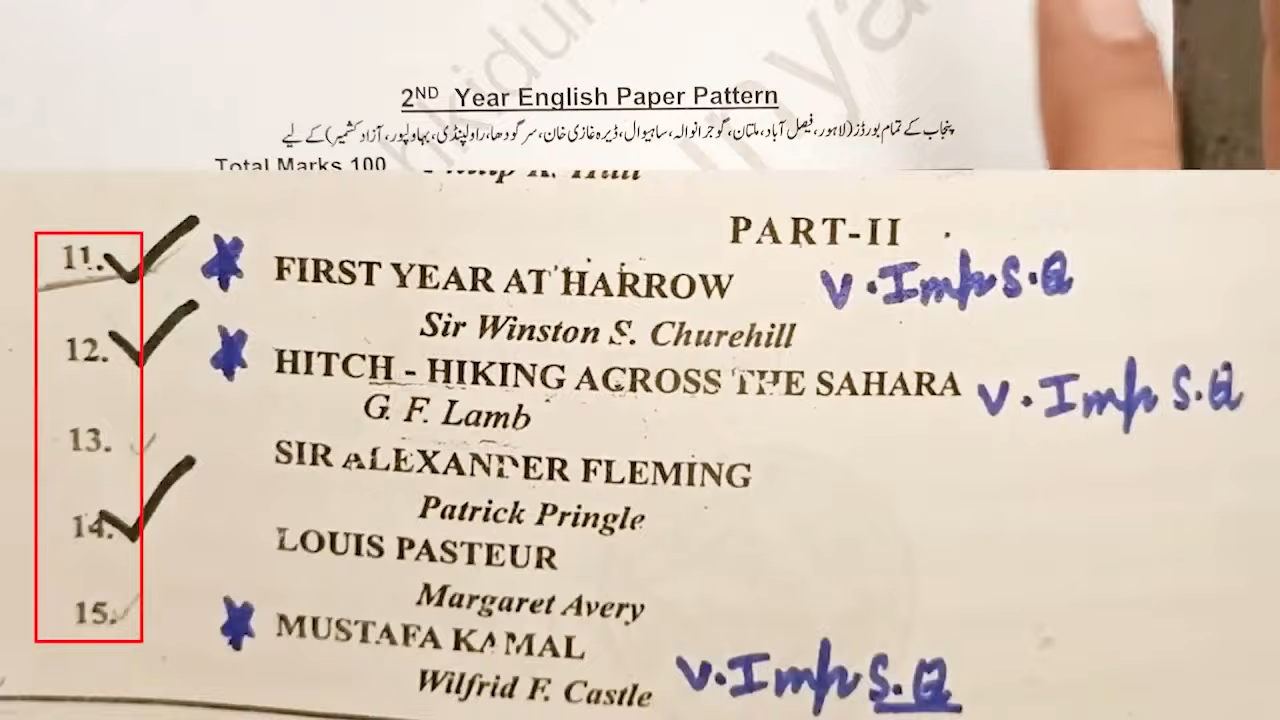 2ND Year English Paper Pattern
پنجاب کے تمام بورڈز (لاہور، فیصل آباد، ملتان، گوجرانوالہ، ساہیوال، ڈیرہ غازی خان، سرگودھا، راولپنڈی، بہاولپور، آزاد کشمیر) کے لیے
Total Marks 100
PART-II
11. FIRST YEAR AT HARROW V.Imp S.Q
Sir Winston S. Churehill
12. HITCH - HIKING ACROSS THE SAHARA V.Imp S.Q
G. F. Lamb
13. SIR ALEXANDER FLEMING
Patrick Pringle
14. LOUIS PASTEUR
Margaret Avery
15. MUSTAFA KAMAL
Wilfrid F. Castle V.Imp S.Q